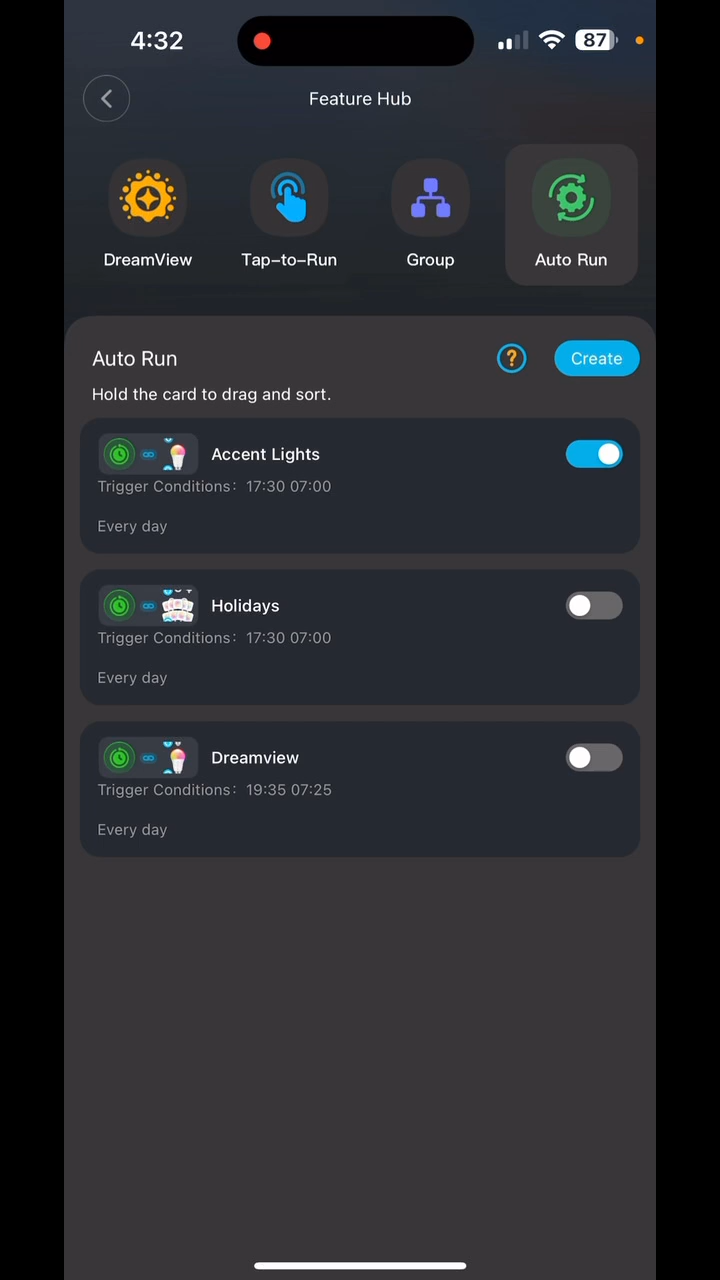 4:32
87
Feature Hub
DreamView
Tap-to-Run
Group
Auto Run
Auto Run
?
Create
Hold the card to drag and sort.
Accent Lights
Trigger Conditions: 17:30 07:00
Every day
Holidays
Trigger Conditions: 17:30 07:00
Every day
Dreamview
Trigger Conditions: 19:35 07:25
Every day